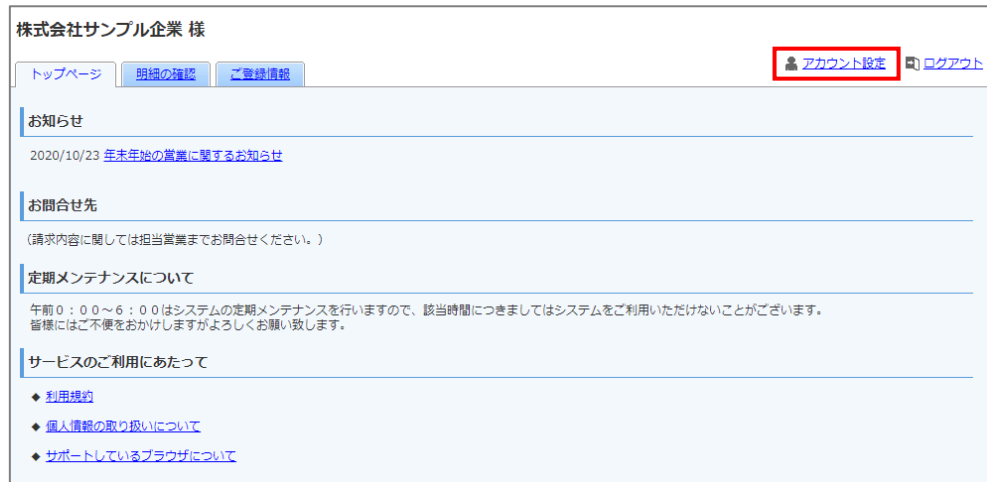 株式会社サンプル企業 様
トップページ 明細の確認 ご登録情報 アカウント設定 ログアウト
お知らせ
2020/10/23 年末年始の営業に関するお知らせ
お問合せ先
(請求内容に関しては担当営業までお問合せください。)
定期メンテナンスについて
午前0:00~6:00はシステムの定期メンテナンスを行いますので、該当時間につきましてはシステムをご利用いただけないことがございます。
皆様にはご不便をおかけしますがよろしくお願い致します。
サービスのご利用にあたって
◆ 利用規約
◆ 個人情報の取り扱いについて
◆ サポートしているブラウザについて